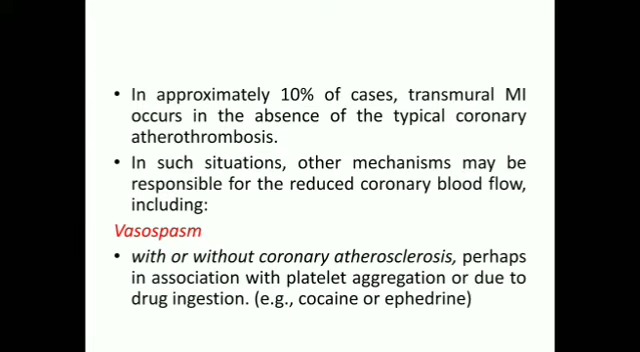 • In approximately 10% of cases, transmural MI
occurs in the absence of the typical coronary
atherothrombosis.
• In such situations, other mechanisms may be
responsible for the reduced coronary blood flow,
including:
Vasospasm
• with or without coronary atherosclerosis, perhaps
in association with platelet aggregation or due to
drug ingestion. (e.g., cocaine or ephedrine)